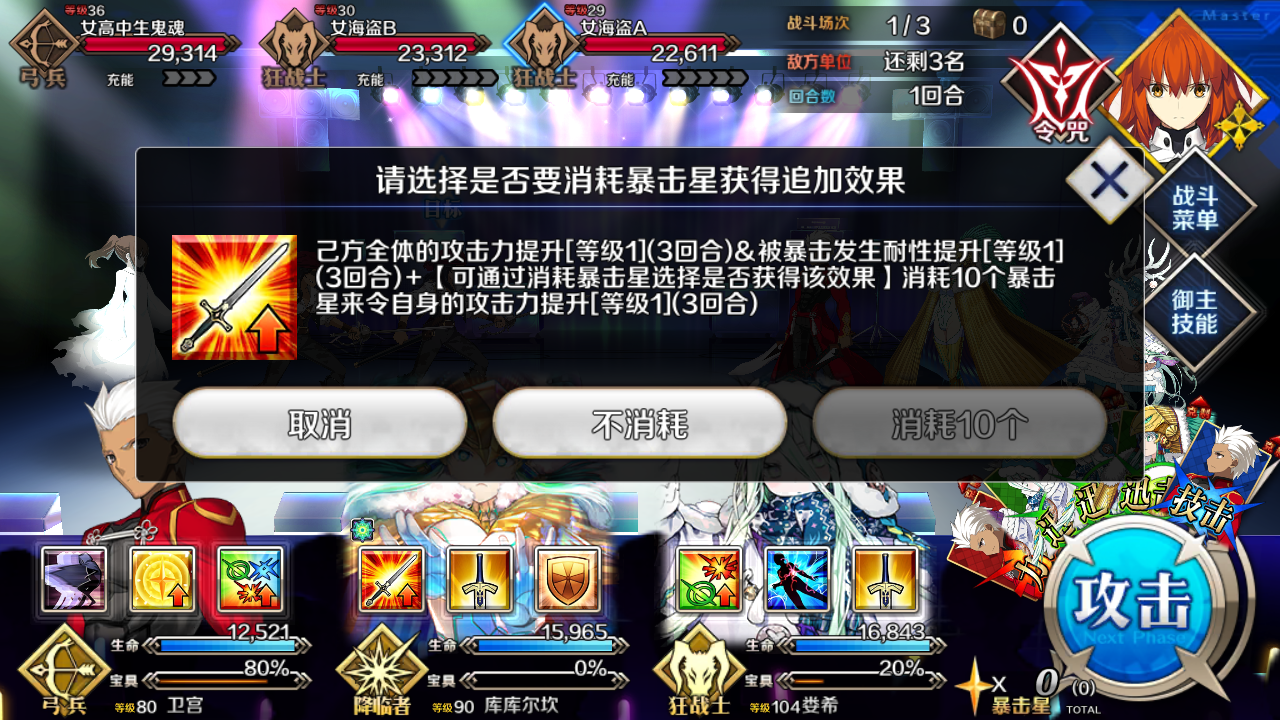 等级36
女高中生鬼魂
29,314
弓兵
充能
等级30
女海盗B
23,312
狂战士
充能
等级29
女海盗A
22,611
狂战士
充能
战斗场次 1/3
0
敌方单位 还剩3名
回合数 1回合
Master
令咒
战斗
菜单
御主
技能
请选择是否要消耗暴击星获得追加效果
目标
己方全体的攻击力提升[等级1](3回合)&被暴击发生耐性提升[等级1]
(3回合)+【可通过消耗暴击星选择是否获得该效果】消耗10个暴击
星来令自身的攻击力提升[等级1](3回合)
取消
不消耗
消耗10个
迅
迅击
技击
攻击
Next Phase
生命 12,521
宝具 80%
弓兵
等级80 卫宫
生命 15,965
宝具 0%
降临者
等级90 库库尔坎
生命 16,843
宝具 20%
狂战士
等级104 娄希
X 0 (0)
暴击星 TOTAL